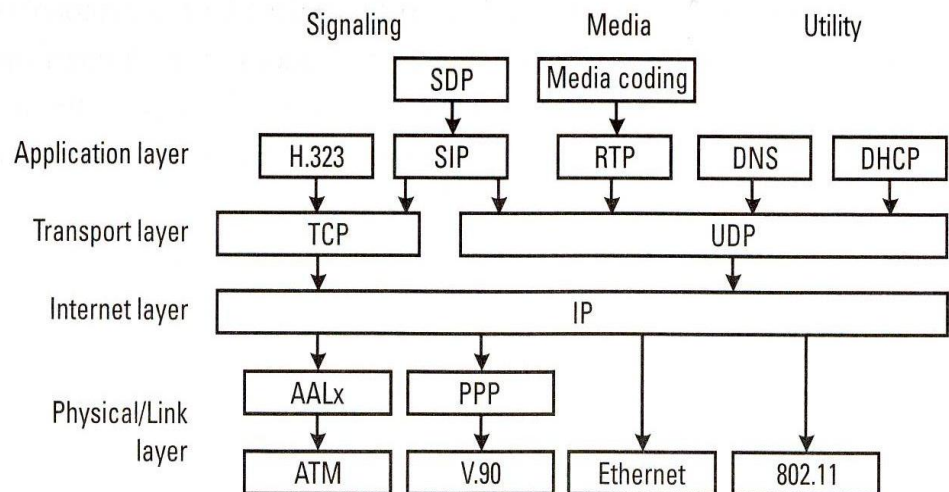 Signaling Media Utility
SDP Media coding
Application layer H.323 SIP RTP DNS DHCP
Transport layer TCP UDP
Internet layer IP
AALx PPP
Physical/Link
layer
ATM V.90 Ethernet 802.11